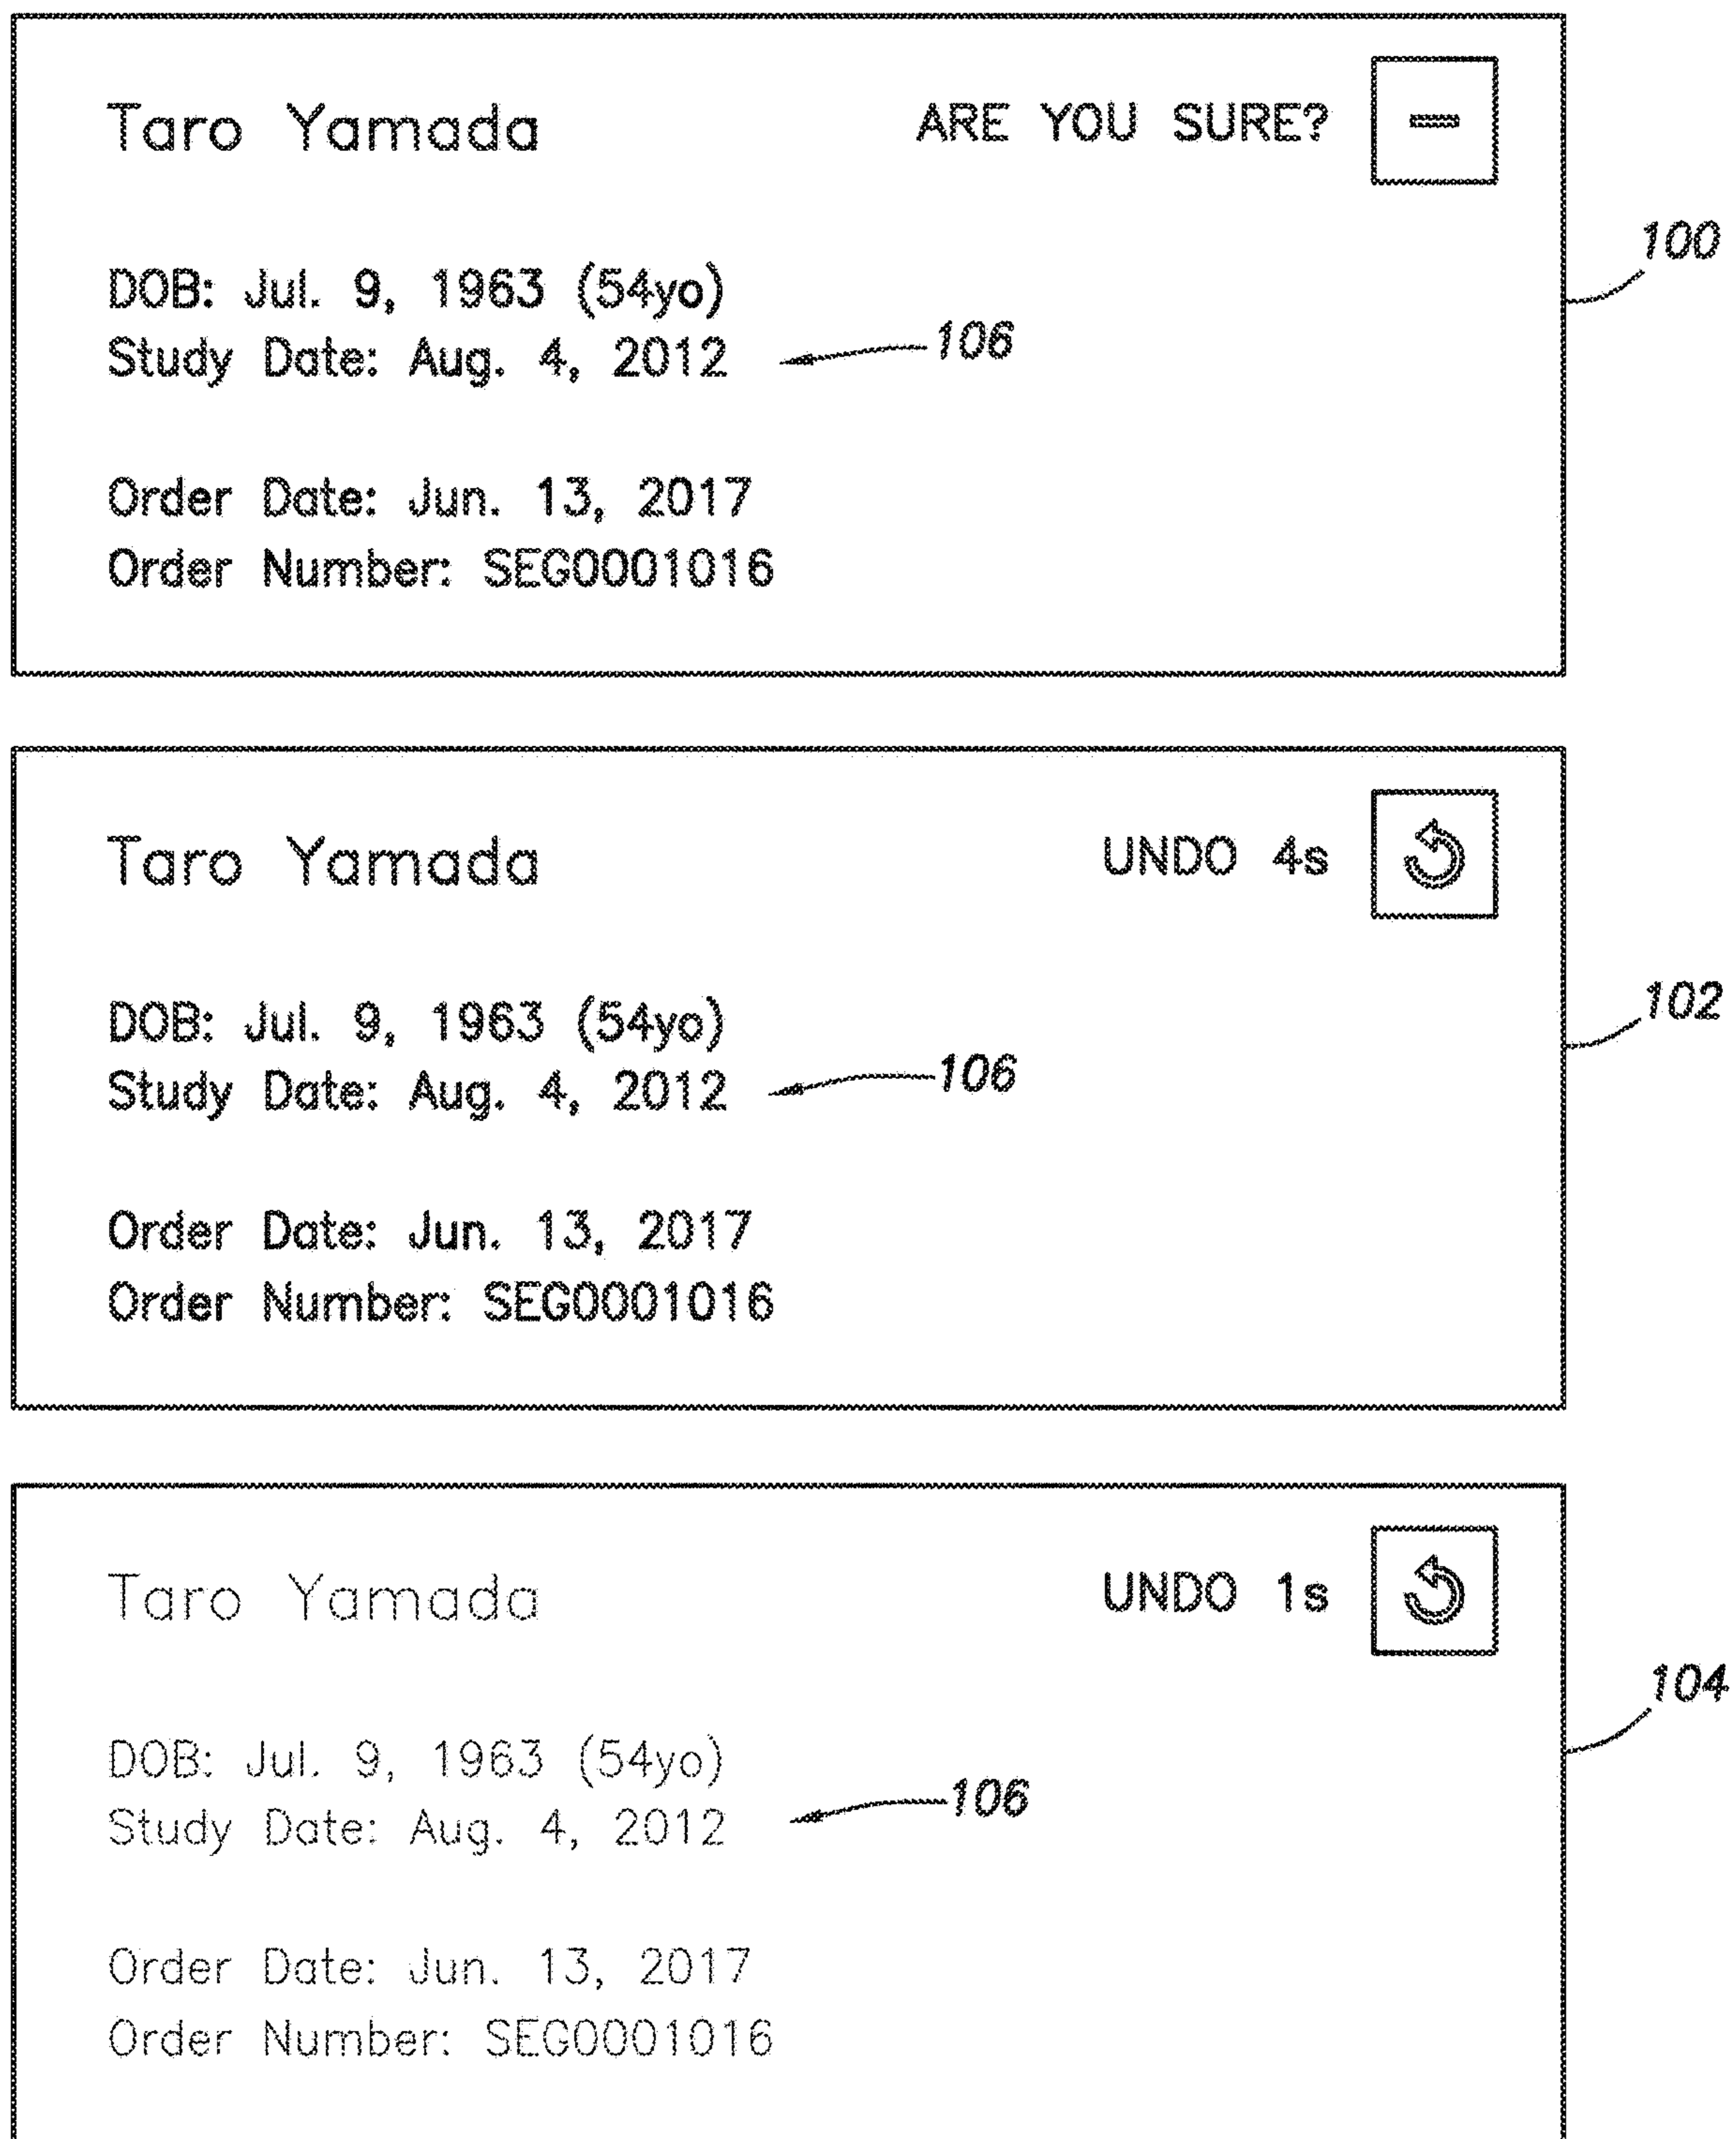 Taro Yamada ARE YOU SURE?
100
DOB: Jul. 9, 1963 (54yo)
Study Date: Aug. 4, 2012 106
Order Date: Jun. 13, 2017
Order Number: SEG0001016
Taro Yamada UNDO 4s
102
DOB: Jul. 9, 1963 (54yo)
Study Date: Aug. 4, 2012 106
Order Date: Jun. 13, 2017
Order Number: SEG0001016
Taro Yamada UNDO 1s
104
DOB: Jul. 9, 1963 (54yo)
Study Date: Aug. 4, 2012 106
Order Date: Jun. 13, 2017
Order Number: SEG0001016